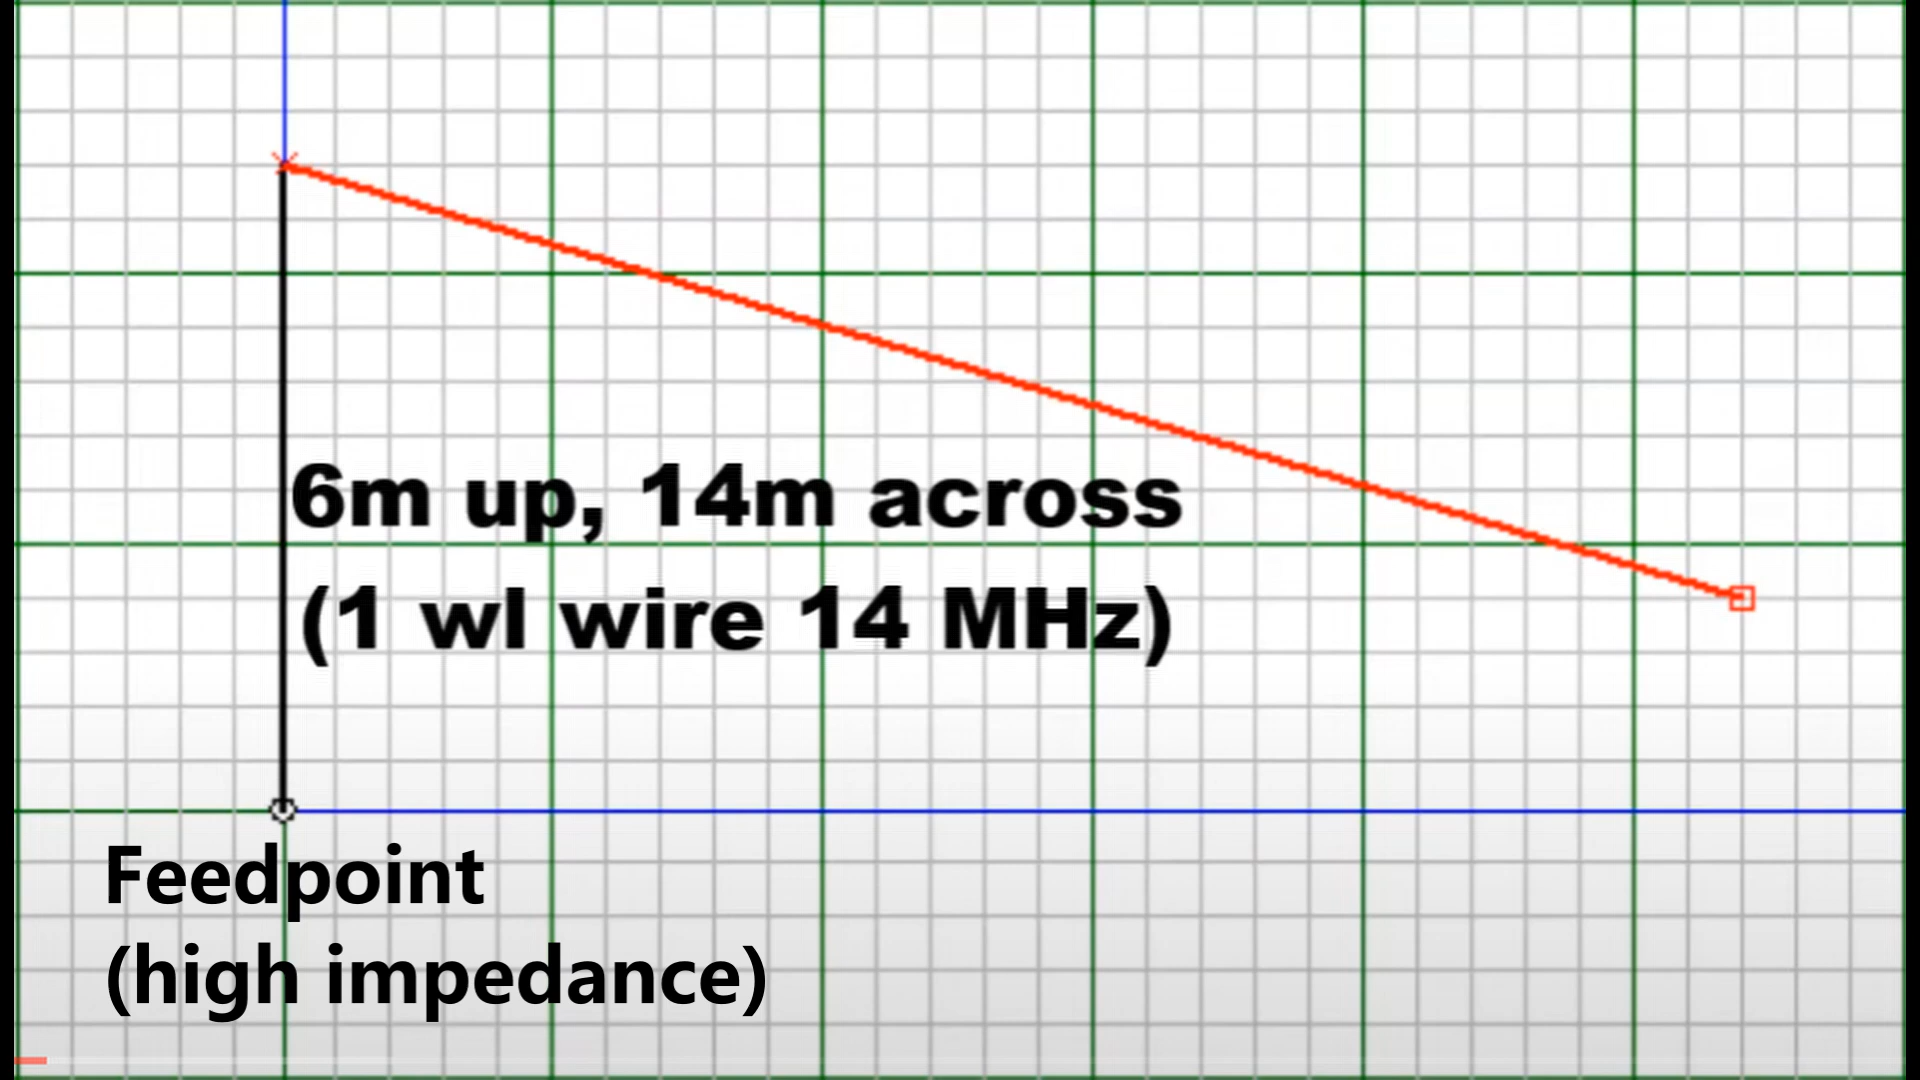 6m up, 14m across
(1 wl wire 14 MHz)
Feedpoint
(high impedance)